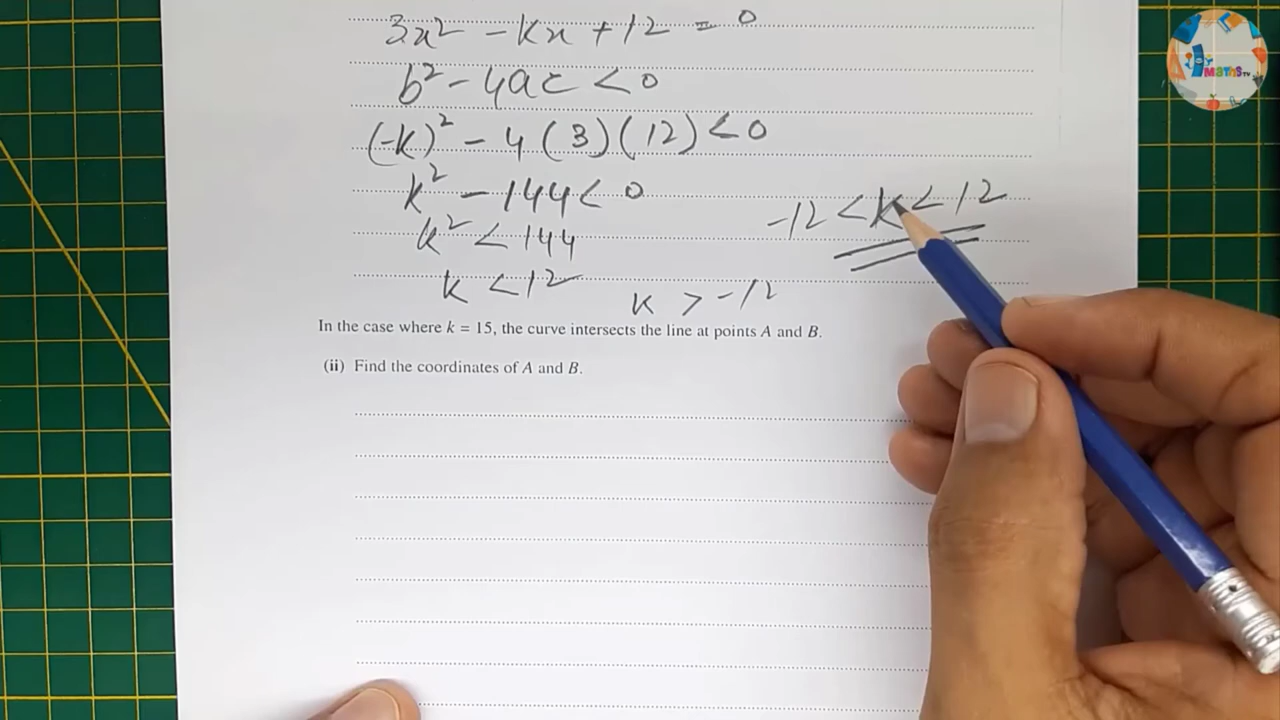 3x² - kx + 12 = 0
b² - 4ac < 0
(-k)² - 4(3)(12) < 0
k² - 144 < 0
k² < 144
-12 < k < 12
k < 12
k > -12
In the case where k = 15, the curve intersects the line at points A and B.
(ii) Find the coordinates of A and B.
MATHS TV